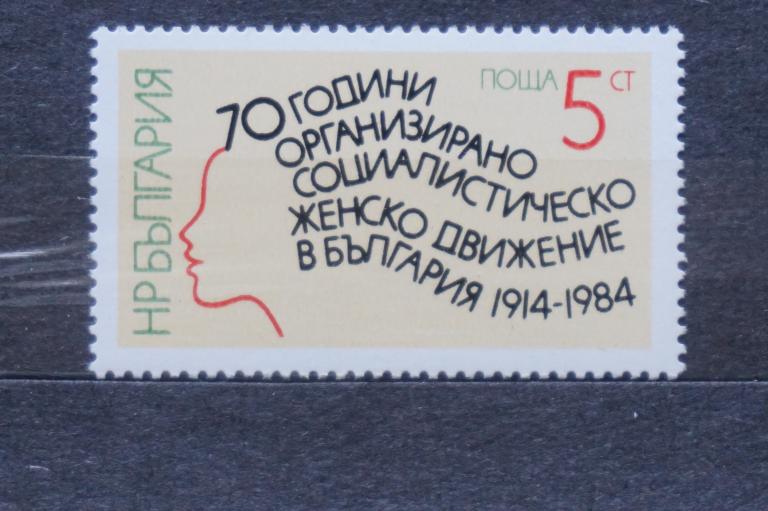 НР БЪЛГАРИЯ
ПОЩА 5 СТ
70 ГОДИНИ
ОРГАНИЗИРАНО
СОЦИАЛИСТИЧЕСКО
ЖЕНСКО ДВИЖЕНИЕ
В БЪЛГАРИЯ 1914-1984